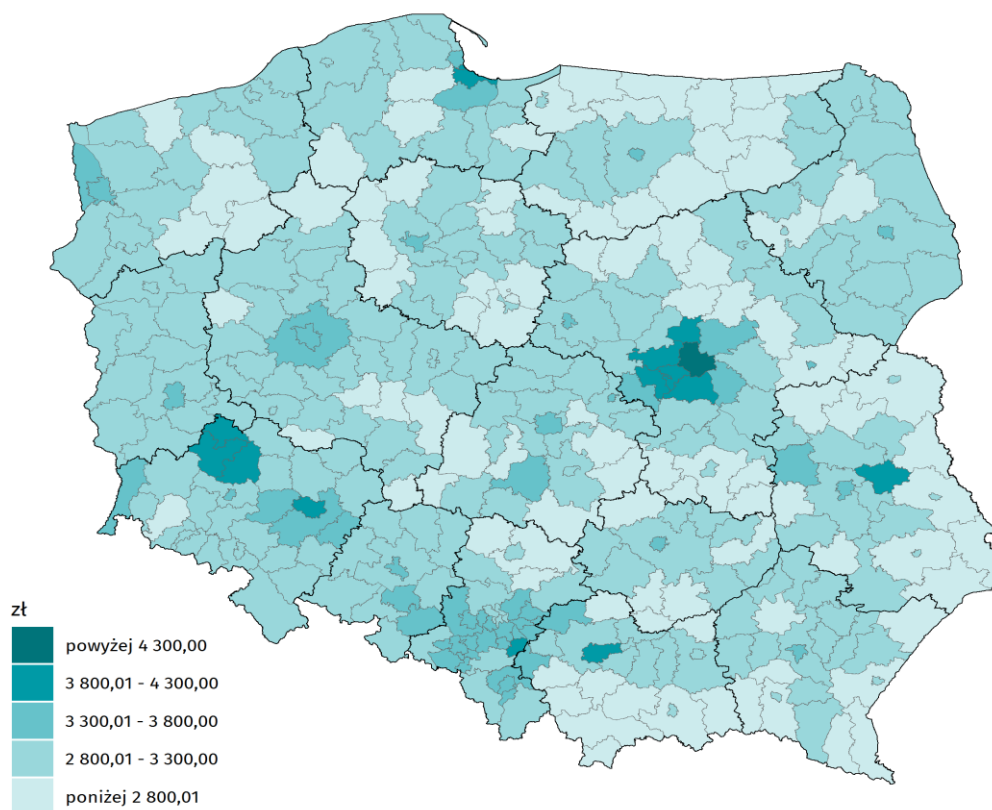 zł
powyżej 4 300,00
3 800,01 - 4 300,00
3 300,01 - 3 800,00
2 800,01 - 3 300,00
poniżej 2 800,01